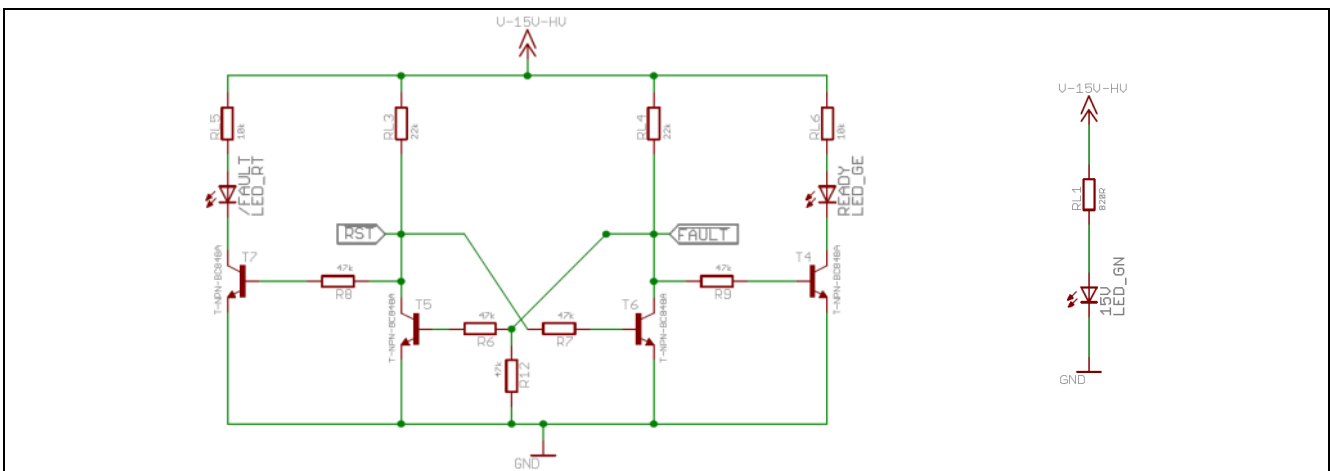 V-15V-HV
RL5
10k
RL3
22k
RL4
22k
RL6
10k
V-15V-HV
/FAULT
LED_RT
READY
LED_GE
RL1
820R
RST
FAULT
T7
T-NPN-BC848A
47k
R8
47k
R9
T4
T-NPN-BC848A
T5
T-NPN-BC848A
47k
R6
47k
R7
T6
T-NPN-BC848A
47k
R12
15V
LED_GN
GND
GND